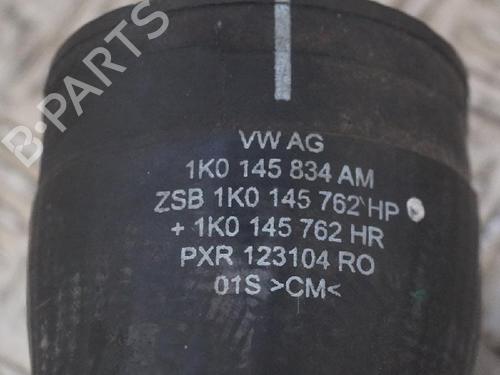 B-PARTS
VW AG
1K0 145 834 AM
ZSB 1K0 145 762 HP
+ 1K0 145 762 HR
PXR 123104 RO
01S >CM<